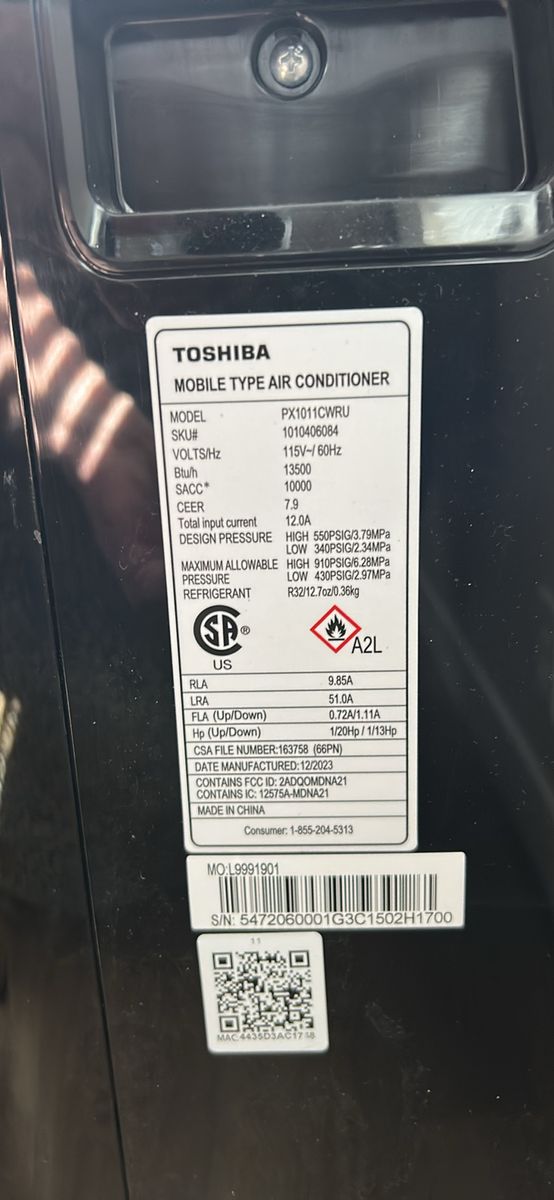 TOSHIBA
MOBILE TYPE AIR CONDITIONER
MODEL PX1011CWRU
SKU# 1010406084
VOLTS/Hz 115V~/ 60Hz
Btu/h 13500
SACC* 10000
CEER 7.9
Total input current 12.0A
DESIGN PRESSURE HIGH 550PSIG/3.79MPa
LOW 340PSIG/2.34MPa
MAXIMUM ALLOWABLE HIGH 910PSIG/6.28MPa
PRESSURE LOW 430PSIG/2.97MPa
REFRIGERANT R32/12.7oz/0.36kg
SA ®
US
A2L
RLA 9.85A
LRA 51.0A
FLA (Up/Down) 0.72A/1.11A
Hp (Up/Down) 1/20Hp / 1/13Hp
CSA FILE NUMBER:163758 (66PN)
DATE MANUFACTURED:12/2023
CONTAINS FCC ID: 2ADQOMDNA21
CONTAINS IC: 12575A-MDNA21
MADE IN CHINA
Consumer: 1-855-204-5313
MO:L9991901
S/N: 5472060001G3C1502H1700
11